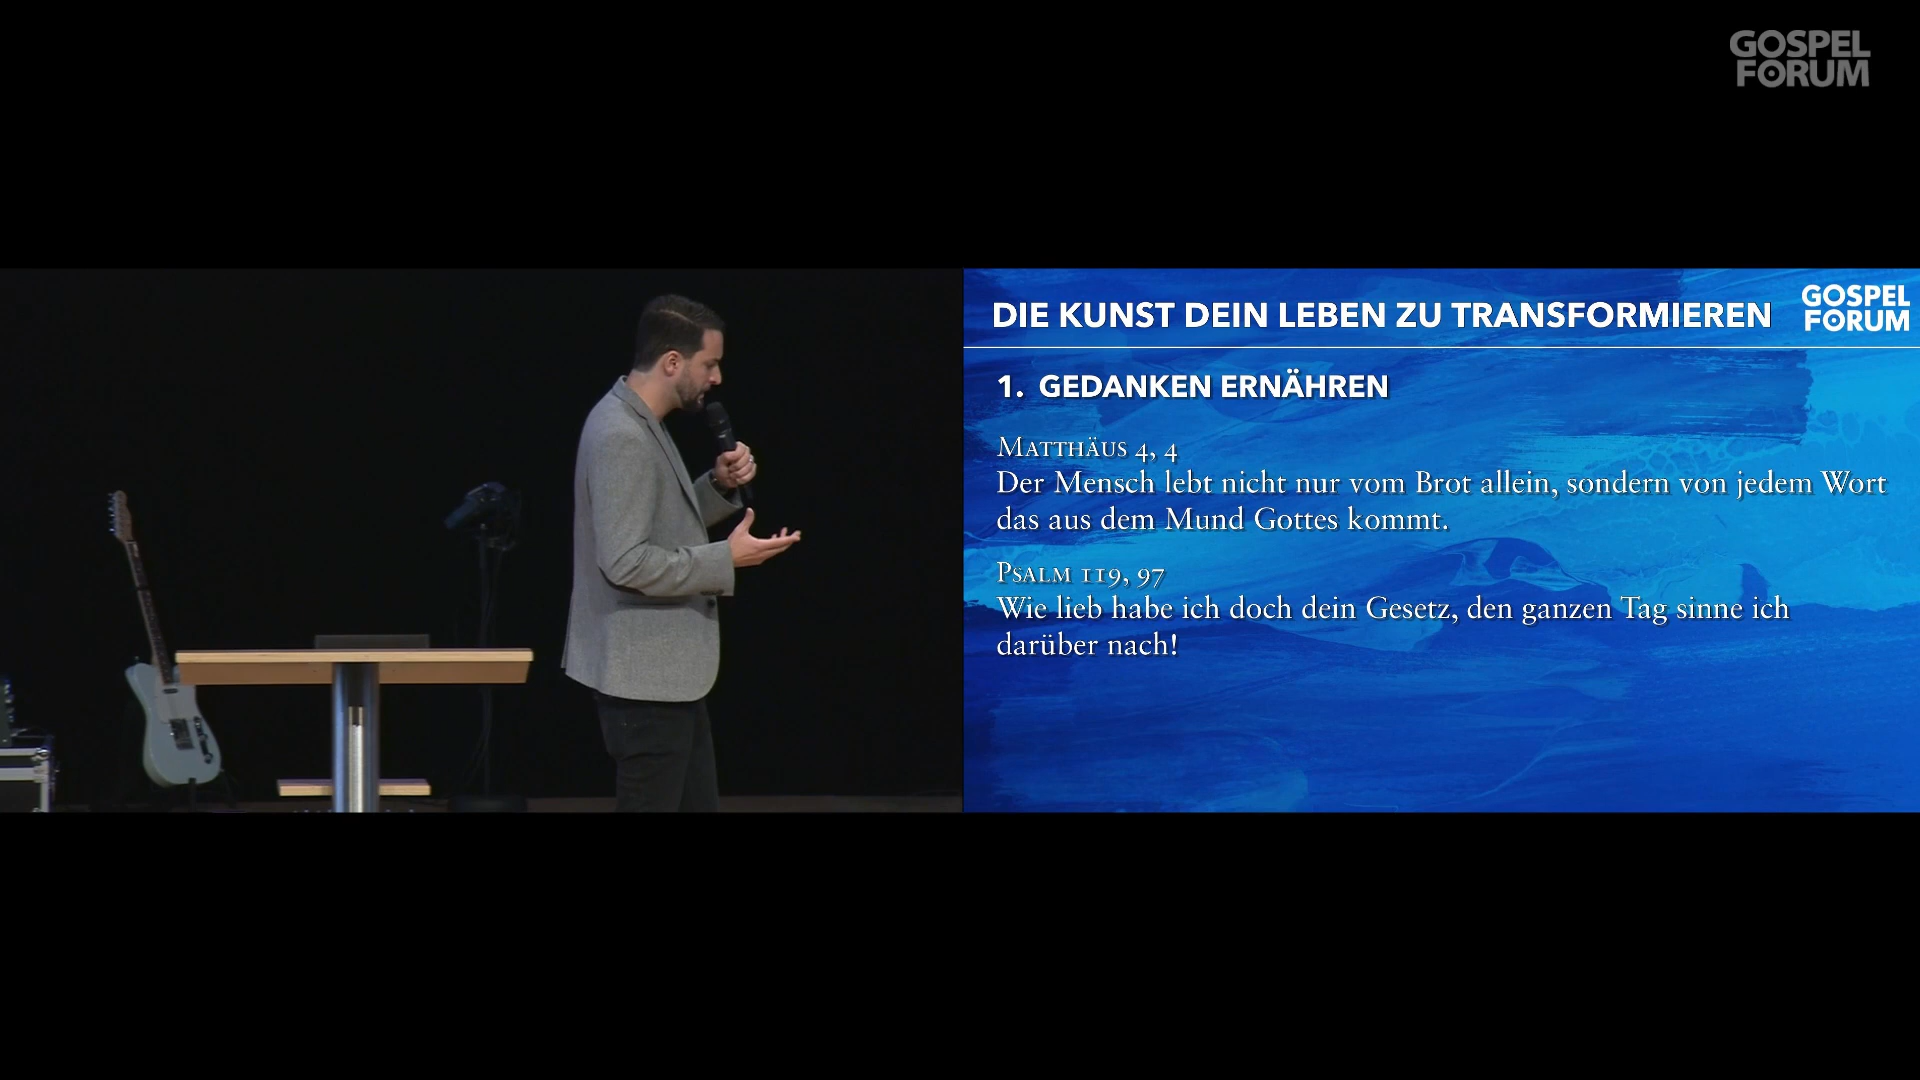 GOSPEL
FORUM
DIE KUNST DEIN LEBEN ZU TRANSFORMIEREN
GOSPEL
FORUM
1. GEDANKEN ERNÄHREN
MATTHÄUS 4, 4
Der Mensch lebt nicht nur vom Brot allein, sondern von jedem Wort
das aus dem Mund Gottes kommt.
PSALM 119, 97
Wie lieb habe ich doch dein Gesetz, den ganzen Tag sinne ich
darüber nach!